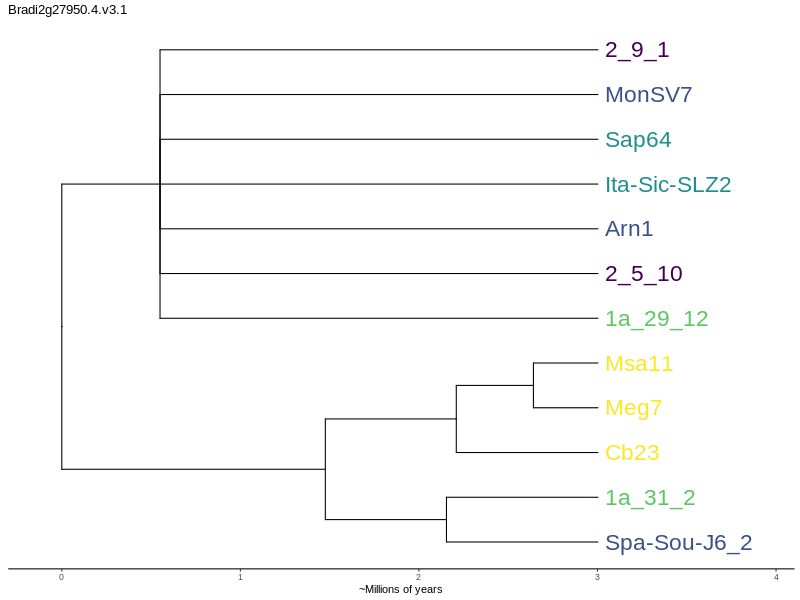 Bradi2g27950.4.v3.1
2_9_1
MonSV7
Sap64
Ita-Sic-SLZ2
Arn1
2_5_10
1a_29_12
Msa11
Meg7
Cb23
1a_31_2
Spa-Sou-J6_2
0 1 2 3 4
~Millions of years